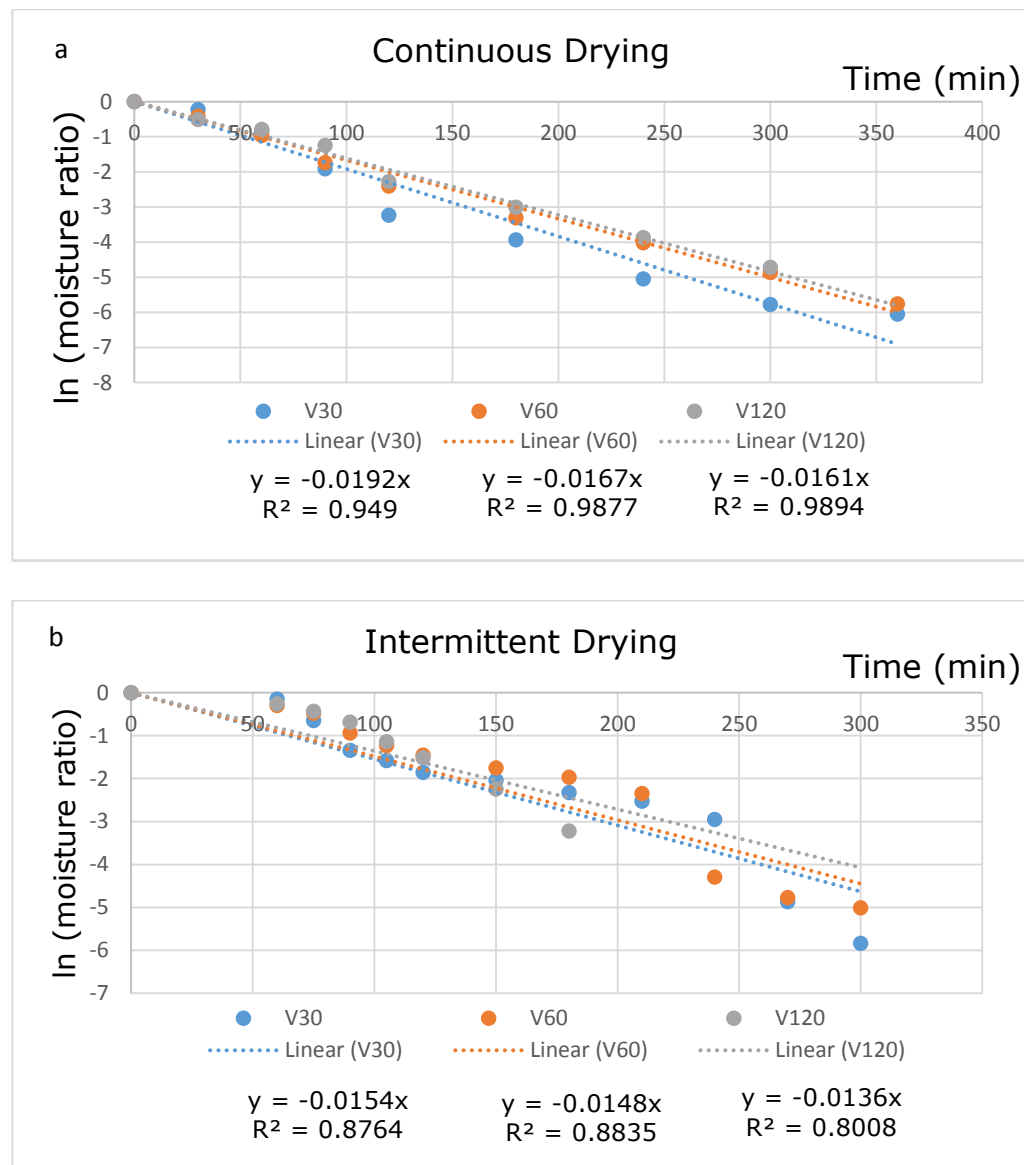 a
Continuous Drying
Time (min)
0
0 50 100 150 200 250 300 350 400
-1
-2
-3
-4
-5
-6
-7
-8
ln (moisture ratio)
V30 V60 V120
Linear (V30) Linear (V60) Linear (V120)
y = -0.0192x y = -0.0167x y = -0.0161x
R² = 0.949 R² = 0.9877 R² = 0.9894
b
Intermittent Drying
Time (min)
0
0 50 100 150 200 250 300 350
-1
-2
-3
-4
-5
-6
-7
ln (moisture ratio)
V30 V60 V120
Linear (V30) Linear (V60) Linear (V120)
y = -0.0154x y = -0.0148x y = -0.0136x
R² = 0.8764 R² = 0.8835 R² = 0.8008